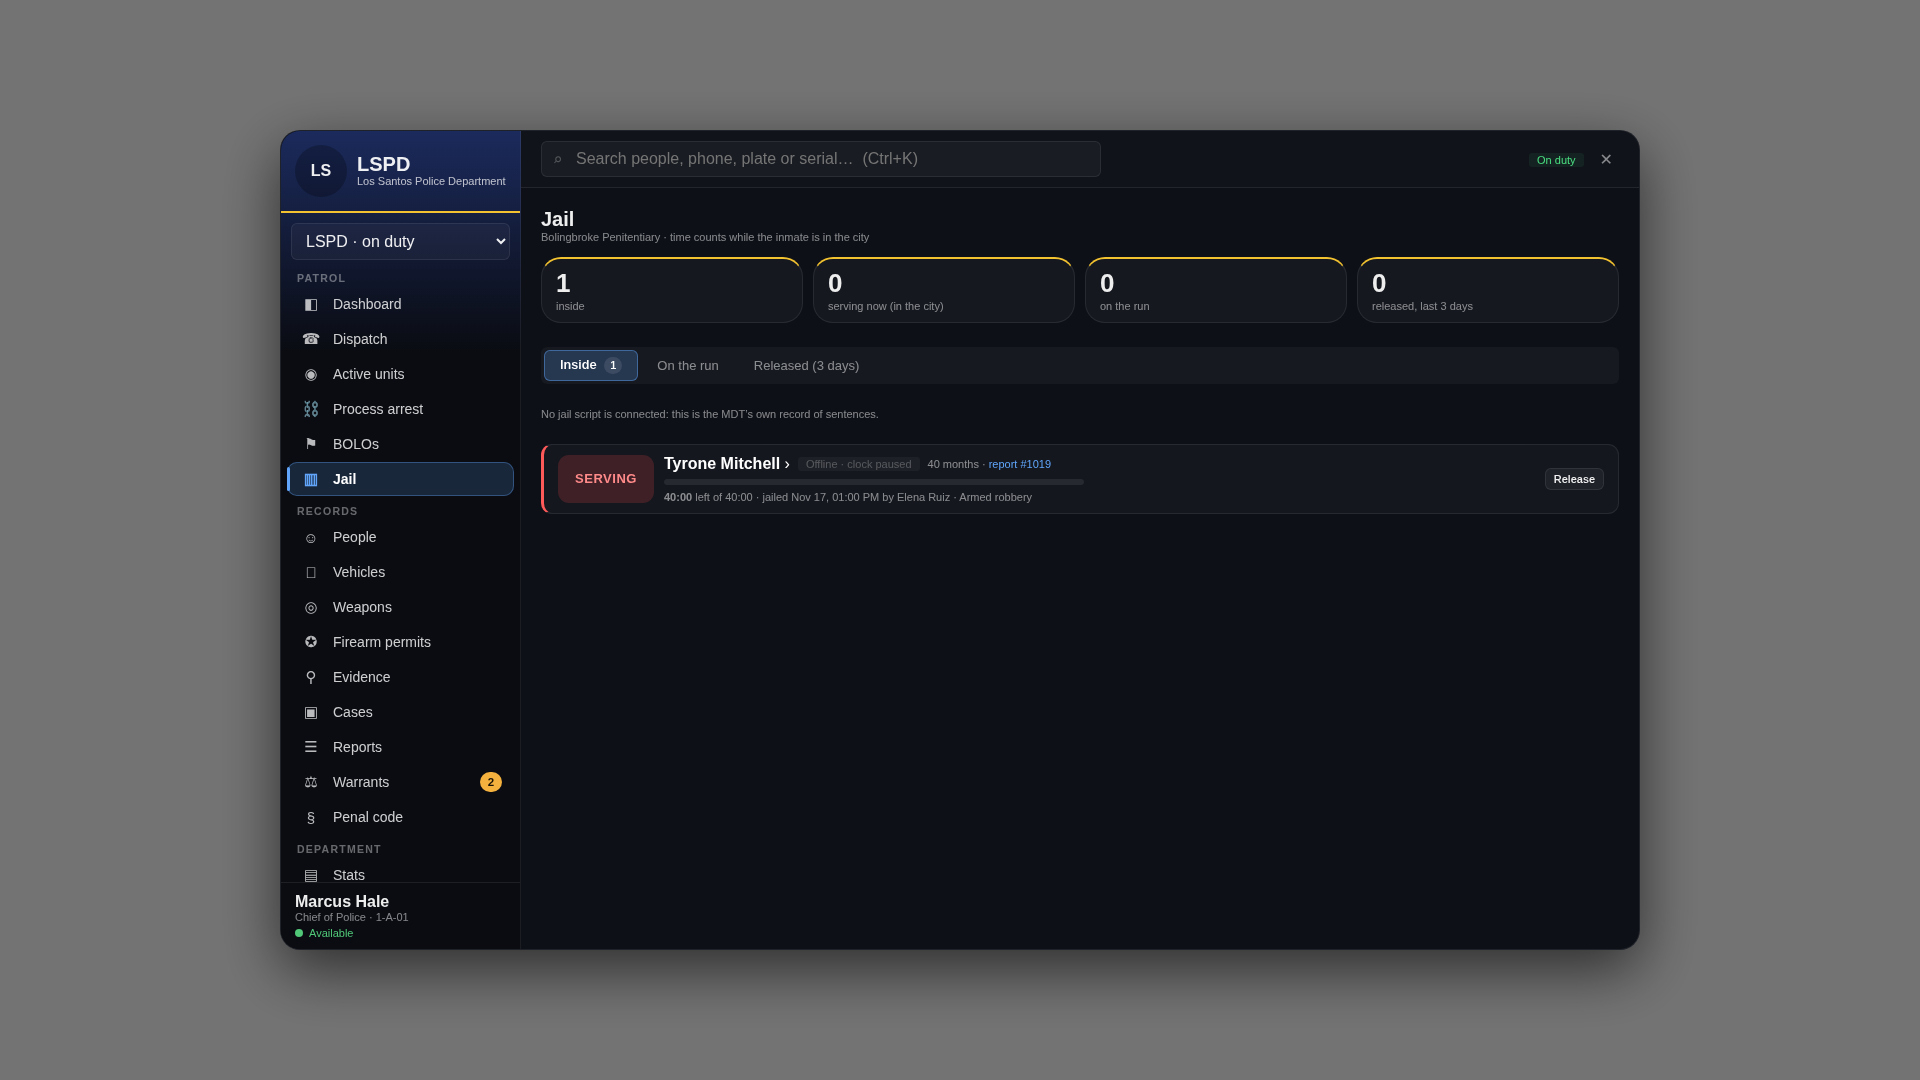 LS
LSPD
Los Santos Police Department
LSPD · on duty
PATROL
Dashboard
Dispatch
Active units
Process arrest
BOLOs
Jail
RECORDS
People
Vehicles
Weapons
Firearm permits
Evidence
Cases
Reports
Warrants 2
§ Penal code
DEPARTMENT
Stats
Marcus Hale
Chief of Police · 1-A-01
Available
Search people, phone, plate or serial… (Ctrl+K)
On duty ✕
Jail
Bolingbroke Penitentiary · time counts while the inmate is in the city
1
inside
0
serving now (in the city)
0
on the run
0
released, last 3 days
Inside 1 On the run Released (3 days)
No jail script is connected: this is the MDT's own record of sentences.
SERVING
Tyrone Mitchell › Offline · clock paused 40 months · report #1019
40:00 left of 40:00 · jailed Nov 17, 01:00 PM by Elena Ruiz · Armed robbery
Release